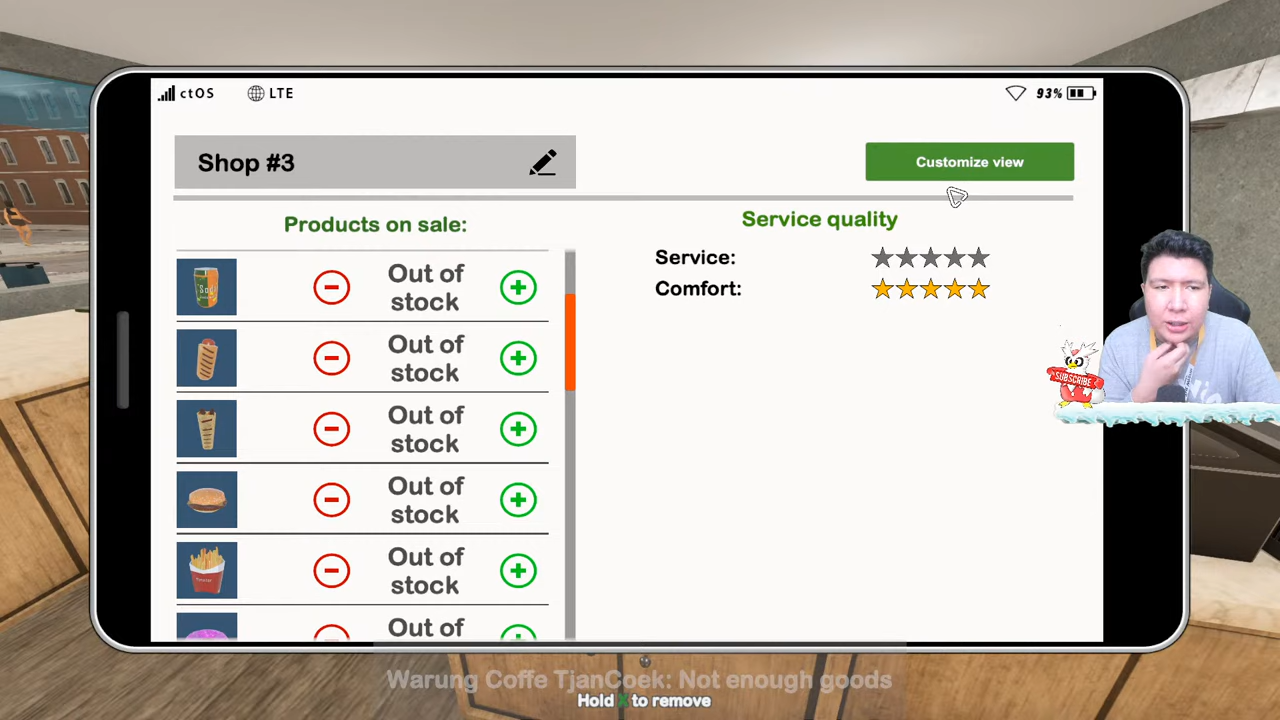 ctOS LTE 93%
Shop #3
Customize view
Products on sale:
Out of
stock
Out of
stock
Out of
stock
Out of
stock
Out of
stock
Out of
Service quality
Service:
Comfort:
SUBSCRIBE
Warung Coffe TjanCoek: Not enough goods
Hold X to remove